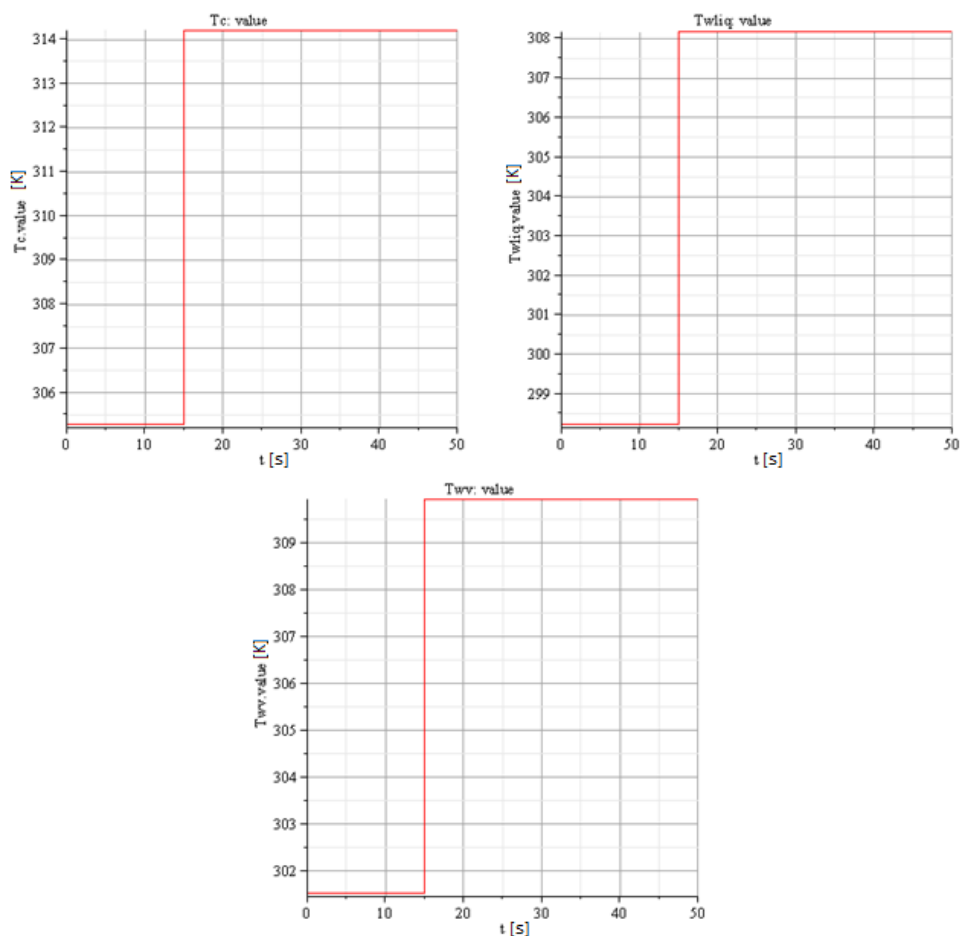 Tc: value
314
313
312
311
310
309
308
307
306
Tc.value [K]
0 10 20 30 40 50
t [s]
Twliq: value
308
307
306
305
304
303
302
301
300
299
Twliq.value [K]
0 10 20 30 40 50
t [s]
Twv: value
309
308
307
306
305
304
303
302
Twv.value [K]
0 10 20 30 40 50
t [s]